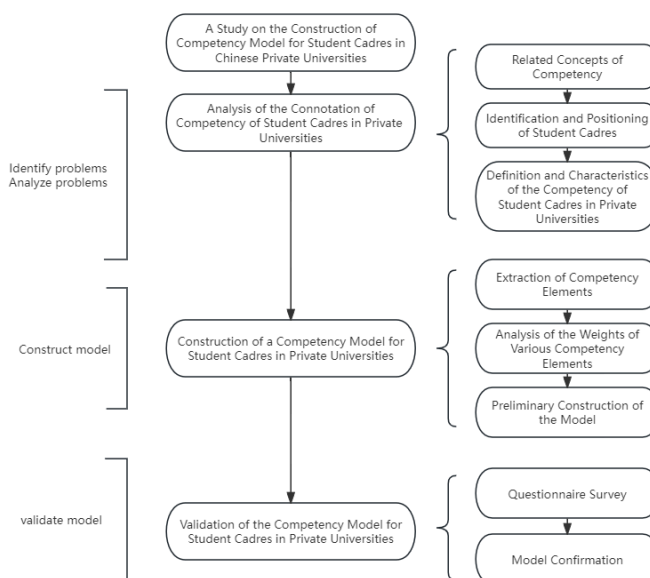 A Study on the Construction of
Competency Model for Student Cadres in
Chinese Private Universities
Analysis of the Connotation of
Competency of Student Cadres in Private
Universities
Related Concepts of
Competency
Identification and Positioning
of Student Cadres
Definition and Characteristics
of the Competency of
Student Cadres in Private
Universities
Identify problems
Analyze problems
Extraction of Competency
Elements
Construct model
Construction of a Competency Model for
Student Cadres in Private Universities
Analysis of the Weights of
Various Competency
Elements
Preliminary Construction of
the Model
validate model
Validation of the Competency Model for
Student Cadres in Private Universities
Questionnaire Survey
Model Confirmation